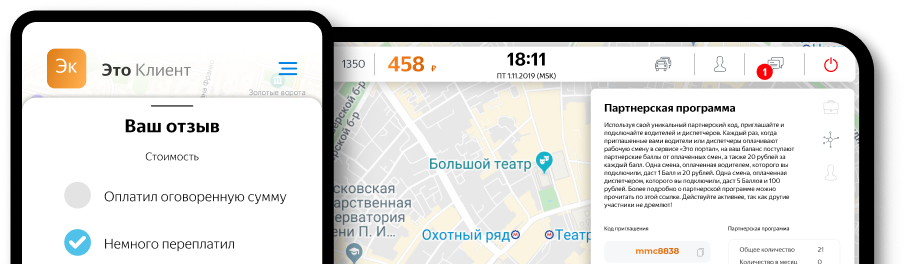 Эк
Это Клиент
Золотые ворота
Ваш отзыв
Стоимость
Оплатил оговоренную сумму
Немного переплатил
1350
458 ₽
18:11
ПТ 1.11.2019 (MSK)
1
Большой театр
сковская
дарственная
серватория
ени П. И...
Охотный ряд
Театр
Партнерская программа
Используя свой уникальный партнерский код, приглашайте и
подключайте водителей и диспетчеров. Каждый раз, когда
приглашенные вами водители или диспетчеры оплачивают
рабочую смену в сервисе «Это портал», на ваш баланс поступают
партнерские баллы от оплаченных смен, а также 20 рублей за
каждый балл. Одна смена, оплаченная водителем, которого вы
подключили, даст 1 Балл и 20 рублей. Одна смена, оплаченная
диспетчером, которого вы подключили, даст 5 Баллов и 100
рублей. Более подробно о партнерской программе можно
прочитать по этой ссылке. Действуйте активнее, так как другие
участники не дремлют!
Код приглашения
Партнерская программа
mmc8838
Общее количество 21
Количество в месяц 0